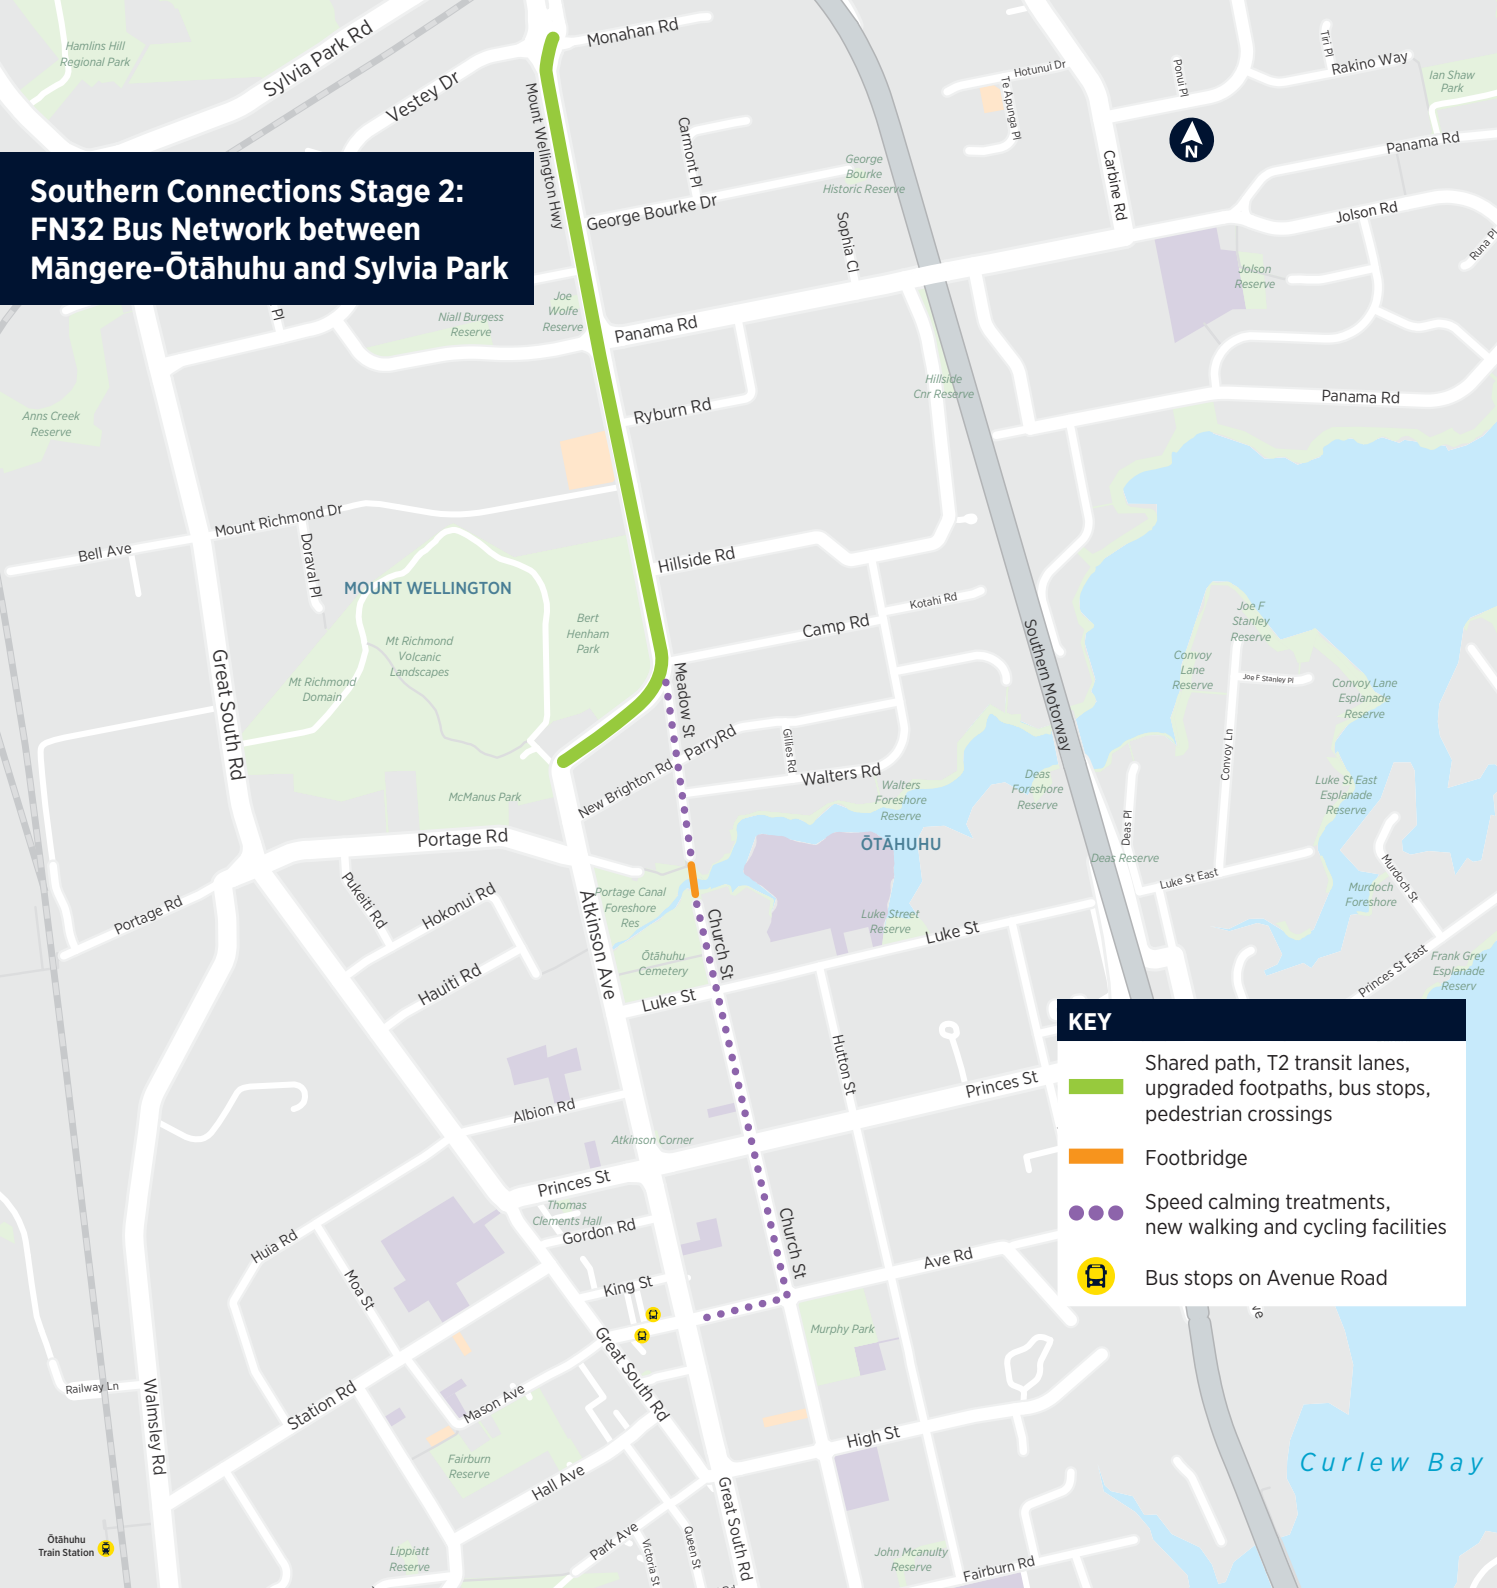 Southern Connections Stage 2:
FN32 Bus Network between
Māngere-Ōtāhuhu and Sylvia Park
Hamlins Hill
Regional Park
Sylvia Park Rd
Vestey Dr
Monahan Rd
Mount Wellington Hwy
Carmont Pl
George Bourke Dr
George
Bourke
Historic Reserve
Sophia Cl
Hotunui Dr
Te Apunga Pl
Ponui Pl
Tiri Pl
Rakino Way
Ian Shaw
Park
N
Panama Rd
Carbine Rd
Jolson Rd
Runa Pl
Jolson
Reserve
Pl
Niall Burgess
Reserve
Joe
Wolfe
Reserve
Panama Rd
Hillside
Cnr Reserve
Panama Rd
Ryburn Rd
Anns Creek
Reserve
Mount Richmond Dr
Bell Ave
Doraval Pl
MOUNT WELLINGTON
Hillside Rd
Kotahi Rd
Camp Rd
Bert
Henham
Park
Mt Richmond
Volcanic
Landscapes
Mt Richmond
Domain
Great South Rd
Meadow St
Southern Motorway
Joe F
Stanley
Reserve
Convoy
Lane
Reserve
Joe F Stanley Pl
Convoy Lane
Esplanade
Reserve
Convoy Ln
Parry Rd
Gillies Rd
New Brighton Rd
Walters Rd
Walters
Foreshore
Reserve
Deas
Foreshore
Reserve
Luke St East
Esplanade
Reserve
McManus Park
Portage Rd
ŌTĀHUHU
Deas Pl
Deas Reserve
Luke St East
Murdoch St
Murdoch
Foreshore
Portage Rd
Pukeiti Rd
Hokonui Rd
Hauiti Rd
Atkinson Ave
Portage Canal
Foreshore
Res
Church St
Luke Street
Reserve
Luke St
Ōtāhuhu
Cemetery
Luke St
Princes St East
Frank Grey
Esplanade
Reserv
Hutton St
Princes St
Albion Rd
Atkinson Corner
Princes St
Thomas
Clements Hall
Gordon Rd
Church St
Ave Rd
Huia Rd
Moa St
King St
Murphy Park
Great South Rd
Railway Ln
Walmsley Rd
Station Rd
Mason Ave
High St
Fairburn
Reserve
Hall Ave
Great South Rd
Ōtāhuhu
Train Station
Lippiatt
Reserve
Park Ave
Victoria St
Queen St
John Mcanulty
Reserve
Fairburn Rd
Curlew Bay
KEY
Shared path, T2 transit lanes,
upgraded footpaths, bus stops,
pedestrian crossings
Footbridge
Speed calming treatments,
new walking and cycling facilities
Bus stops on Avenue Road